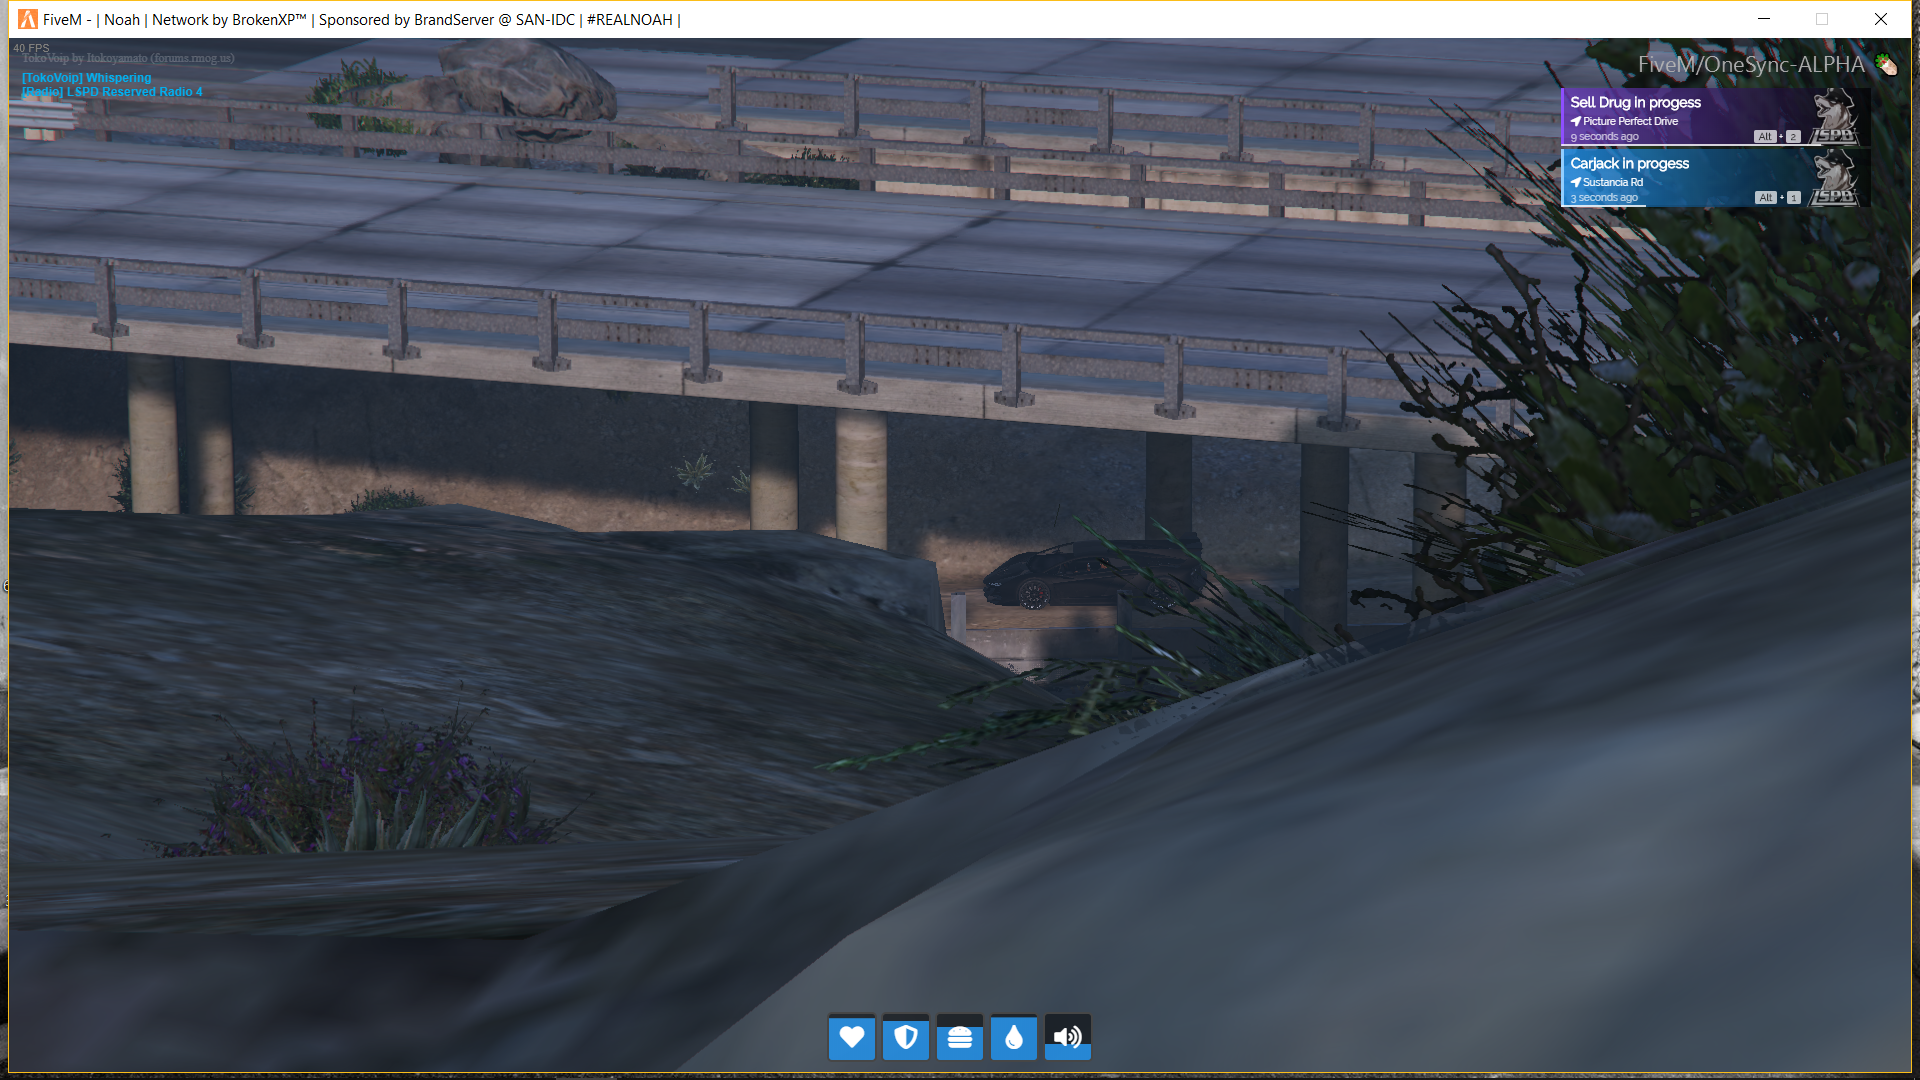 FiveM - | Noah | Network by BrokenXP™ | Sponsored by BrandServer @ SAN-IDC | #REALNOAH |
40 FPS
TokoVoip by Itokoyamato (forums.rmog.us)
[TokoVoip] Whispering
[Radio] LSPD Reserved Radio 4
FiveM/OneSync-ALPHA
Sell Drug in progess
Picture Perfect Drive
9 seconds ago
Alt + 2
LSPD
Carjack in progess
Sustancia Rd
3 seconds ago
Alt + 1
LSPD